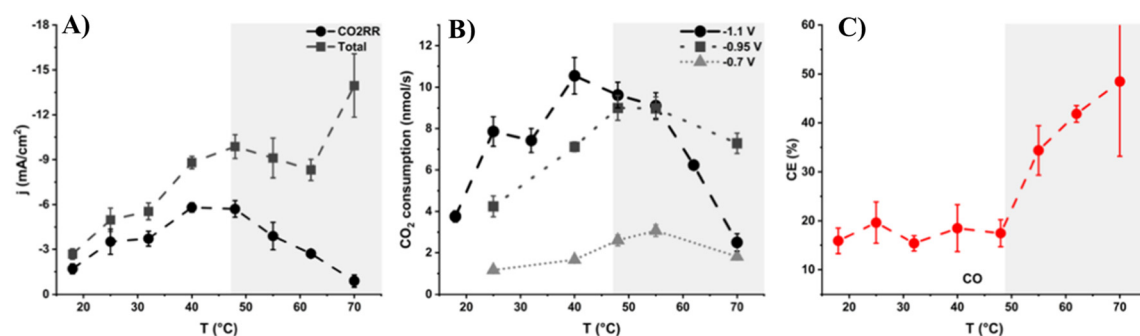 A)
-18
-15
-12
-9
-6
-3
0
j (mA/cm²)
20 30 40 50 60 70
T (°C)
CO2RR)
Total
B)
12
10
8
6
4
2
0
CO₂ consumption (nmol/s)
20 30 40 50 60 70
T (°C)
-1.1 V
-0.95 V
-0.7 V
C)
60
50
40
30
20
10
CE (%)
CO
20 30 40 50 60 70
T (°C)